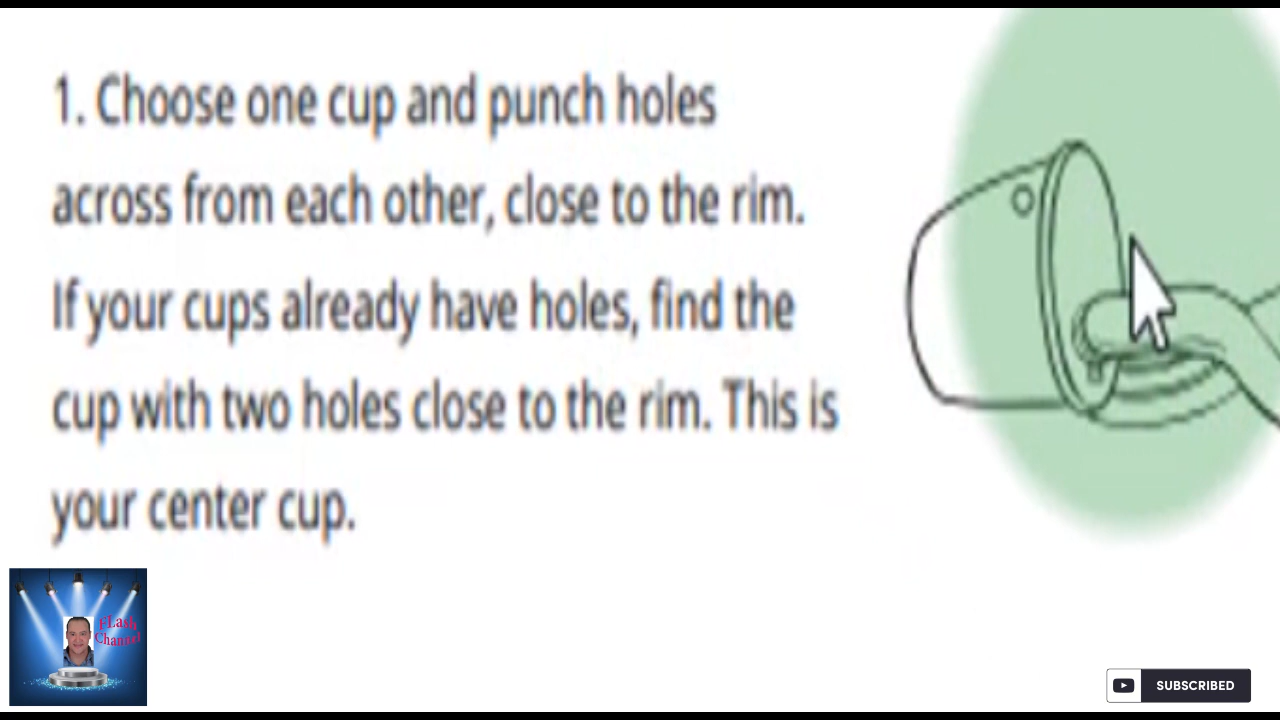 1. Choose one cup and punch holes
across from each other, close to the rim.
If your cups already have holes, find the
cup with two holes close to the rim. This is
your center cup.
FLash
Channel
SUBSCRIBED